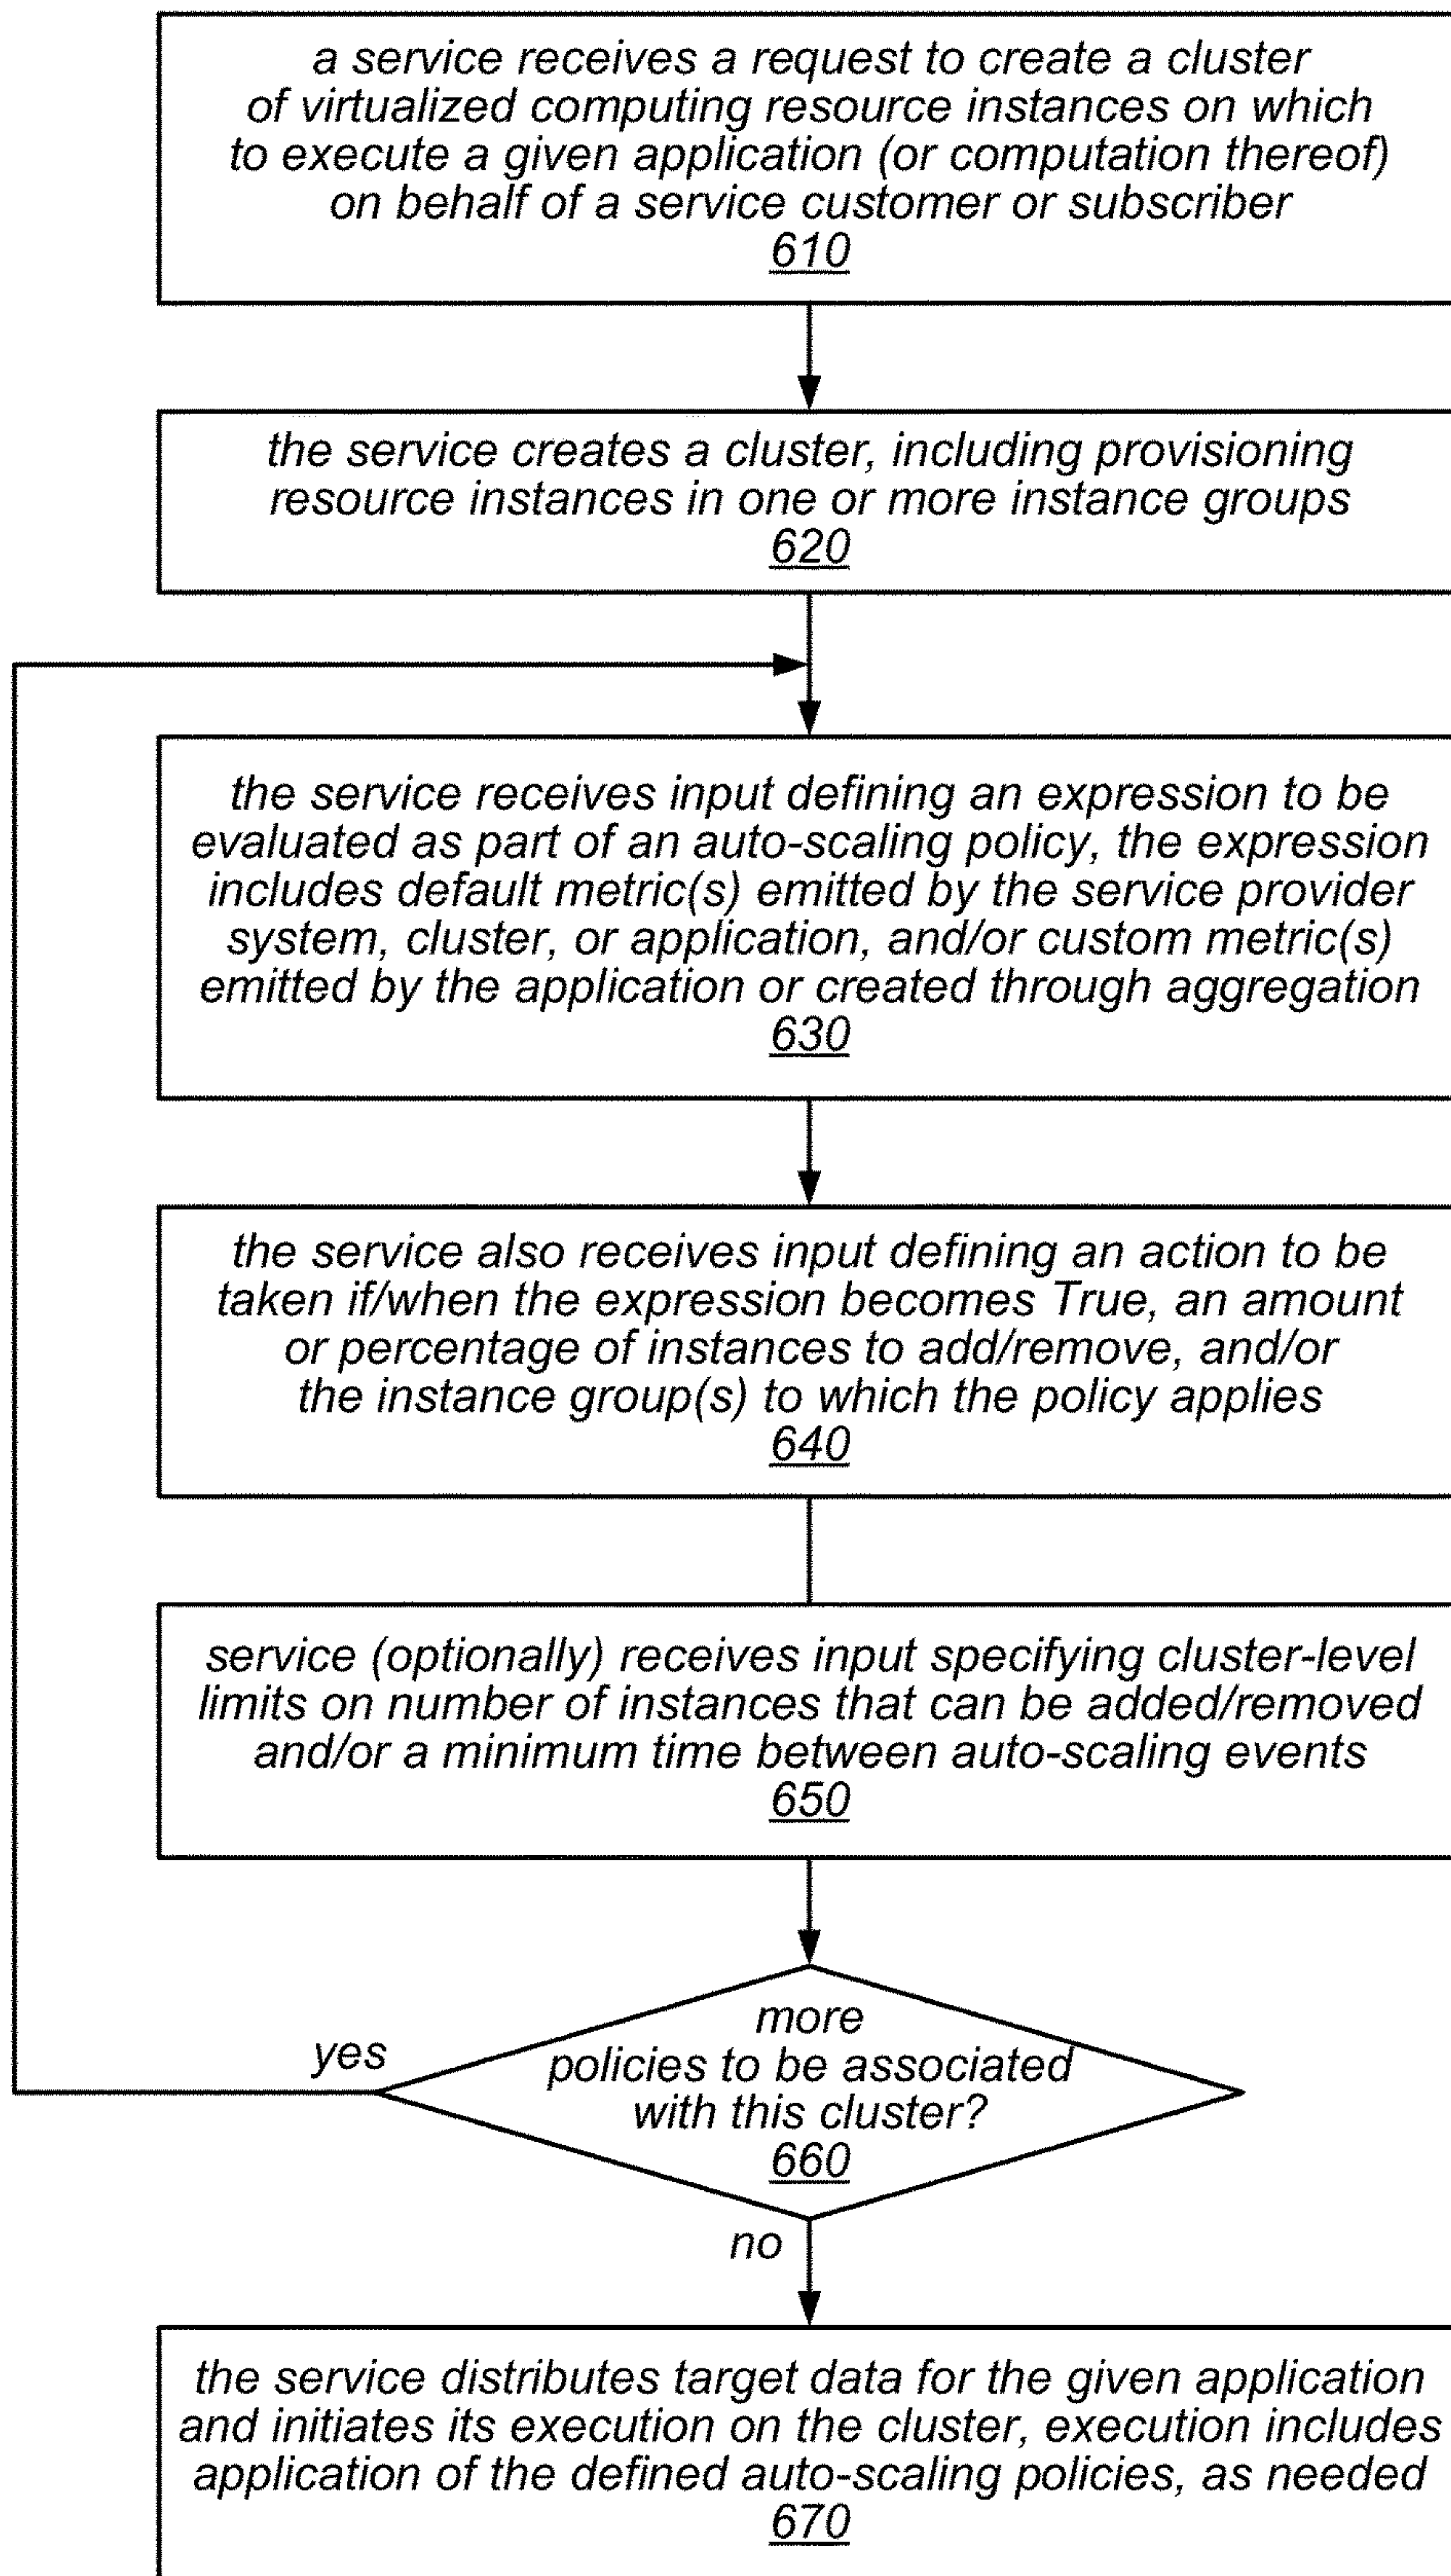 a service receives a request to create a cluster
of virtualized computing resource instances on which
to execute a given application (or computation thereof)
on behalf of a service customer or subscriber
610
the service creates a cluster, including provisioning
resource instances in one or more instance groups
620
the service receives input defining an expression to be
evaluated as part of an auto-scaling policy, the expression
includes default metric(s) emitted by the service provider
system, cluster, or application, and/or custom metric(s)
emitted by the application or created through aggregation
630
the service also receives input defining an action to be
taken if/when the expression becomes True, an amount
or percentage of instances to add/remove, and/or
the instance group(s) to which the policy applies
640
service (optionally) receives input specifying cluster-level
limits on number of instances that can be added/removed
and/or a minimum time between auto-scaling events
650
yes
more
policies to be associated
with this cluster?
660
no
the service distributes target data for the given application
and initiates its execution on the cluster, execution includes
application of the defined auto-scaling policies, as needed
670